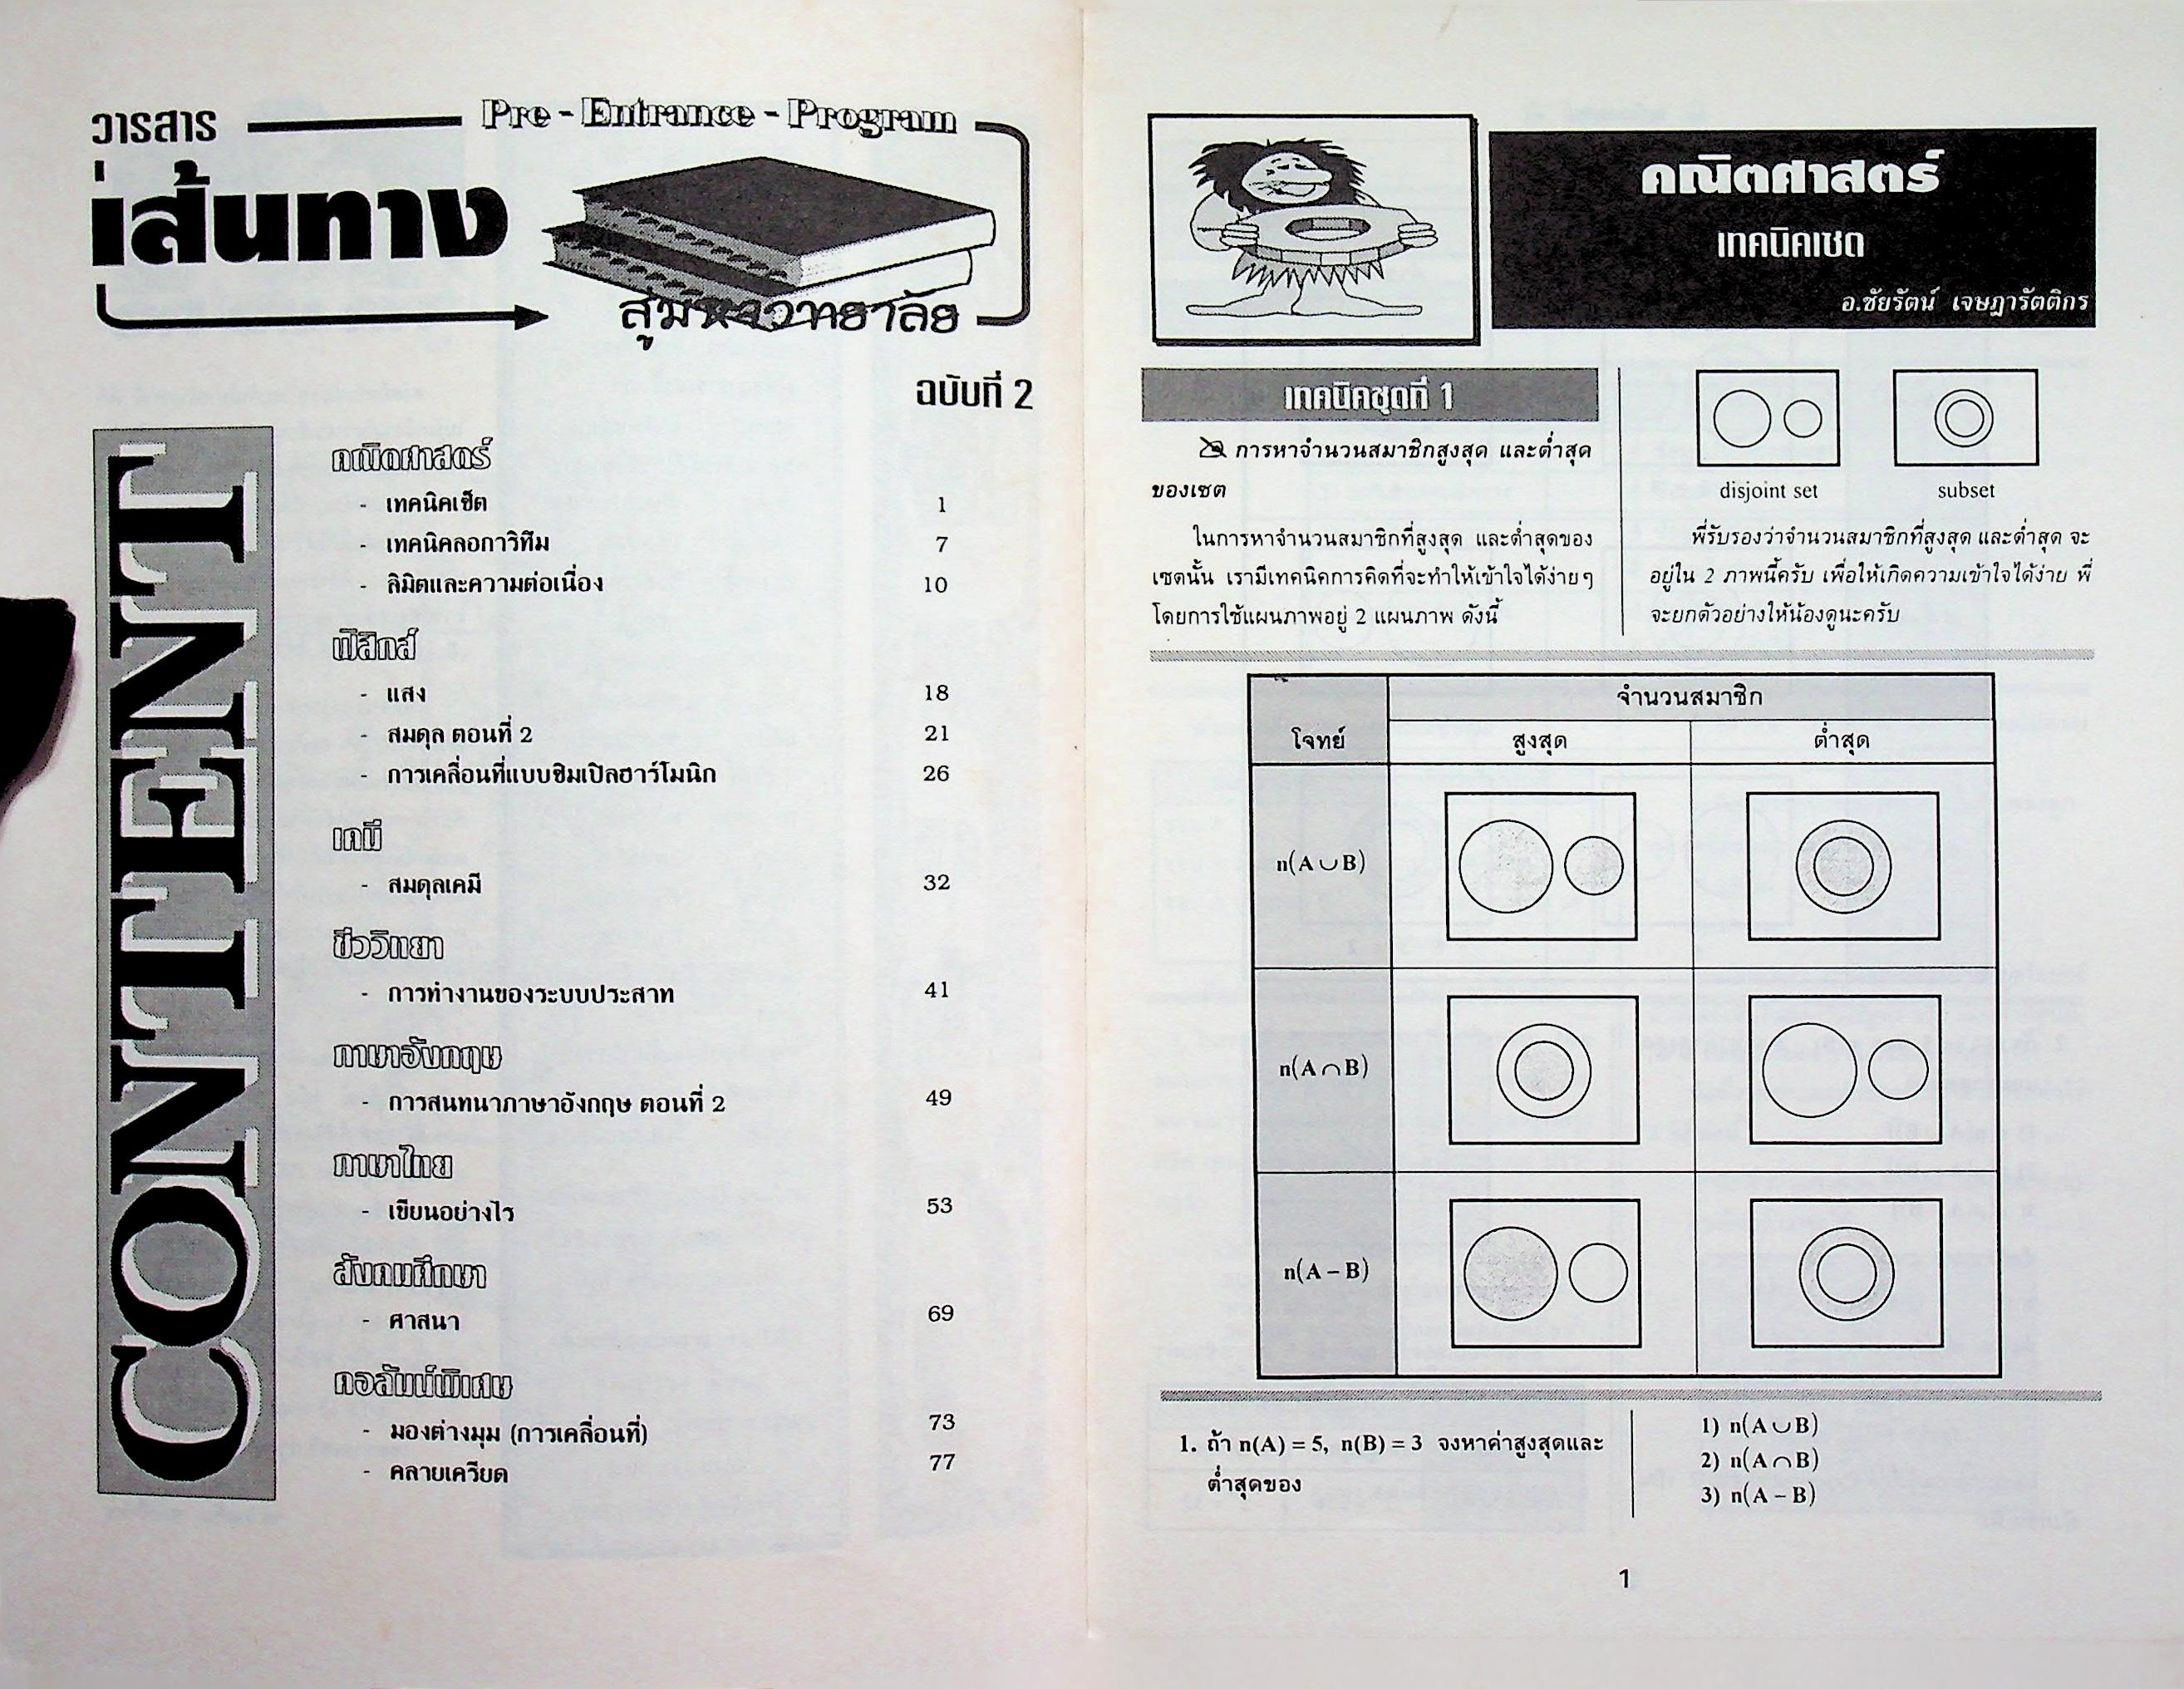 วารสาร
Pre - Entrance - Program
เส้นทาง
สู่มหาวิทยาลัย
ฉบับที่ 2
CONTENT
คณิตศาสตร์
- เทคนิคเซ็ต 1
- เทคนิคลอการิทึม 7
- ลิมิตและความต่อเนื่อง 10
ฟิสิกส์
- แสง 18
- สมดุล ตอนที่ 2 21
- การเคลื่อนที่แบบซิมเปิลฮาร์โมนิก 26
เคมี
- สมดุลเคมี 32
ชีววิทยา
- การทำงานของระบบประสาท 41
ภาษาอังกฤษ
- การสนทนาภาษาอังกฤษ ตอนที่ 2 49
ภาษาไทย
- เขียนอย่างไร 53
สังคมศึกษา
- ศาสนา 69
คอลัมน์พิเศษ
- มองต่างมุม (การเคลื่อนที่) 73
- คลายเครียด 77
คณิตศาสตร์
เทคนิคเซต
อ.ชัยรัตน์ เจษฎารัตติกร
เทคนิคชุดที่ 1
การหาจำนวนสมาชิกสูงสุด และต่ำสุด
ของเซต
ในการหาจำนวนสมาชิกที่สูงสุด และต่ำสุดของ
เซตนั้น เรามีเทคนิคการคิดที่จะทำให้เข้าใจได้ง่ายๆ
โดยการใช้แผนภาพอยู่ 2 แผนภาพ ดังนี้
disjoint set subset
พี่รับรองว่าจำนวนสมาชิกที่สูงสุด และต่ำสุด จะ
อยู่ใน 2 ภาพนี้ครับ เพื่อให้เกิดความเข้าใจได้ง่าย พี่
จะยกตัวอย่างให้น้องดูนะครับ
จำนวนสมาชิก
โจทย์ สูงสุด ต่ำสุด
n(A∪B)
n(A∩B)
n(A – B)
1. ถ้า n(A) = 5, n(B) = 3 จงหาค่าสูงสุดและ
ต่ำสุดของ
1) n(A∪B)
2) n(A∩B)
3) n(A – B)
1